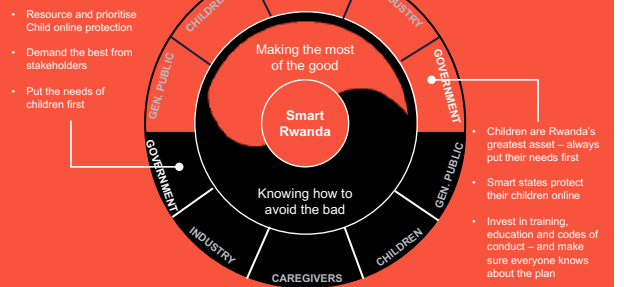 • Resource and prioritise
Child online protection
• Demand the best from
stakeholders
• Put the needs of
children first
CHILDREN
INDUSTRY
GEN. PUBLIC
GOVERNMENT
Making the most
of the good
Smart
Rwanda
Knowing how to
avoid the bad
GOVERNMENT
INDUSTRY
CAREGIVERS
CHILDREN
GEN. PUBLIC
• Children are Rwanda's
greatest asset – always
put their needs first
• Smart states protect
their children online
• Invest in training,
education and codes of
conduct – and make
sure everyone knows
about the plan